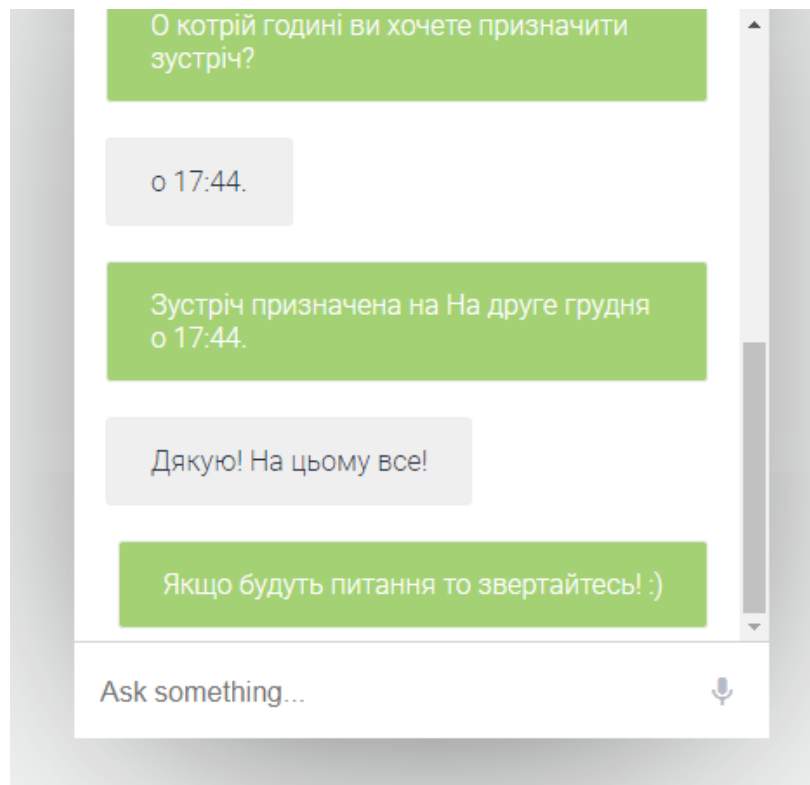 О котрій годині ви хочете призначити
зустріч?
о 17:44.
Зустріч призначена на На друге грудня
о 17:44.
Дякую! На цьому все!
Якщо будуть питання то звертайтесь! :)
Ask something...